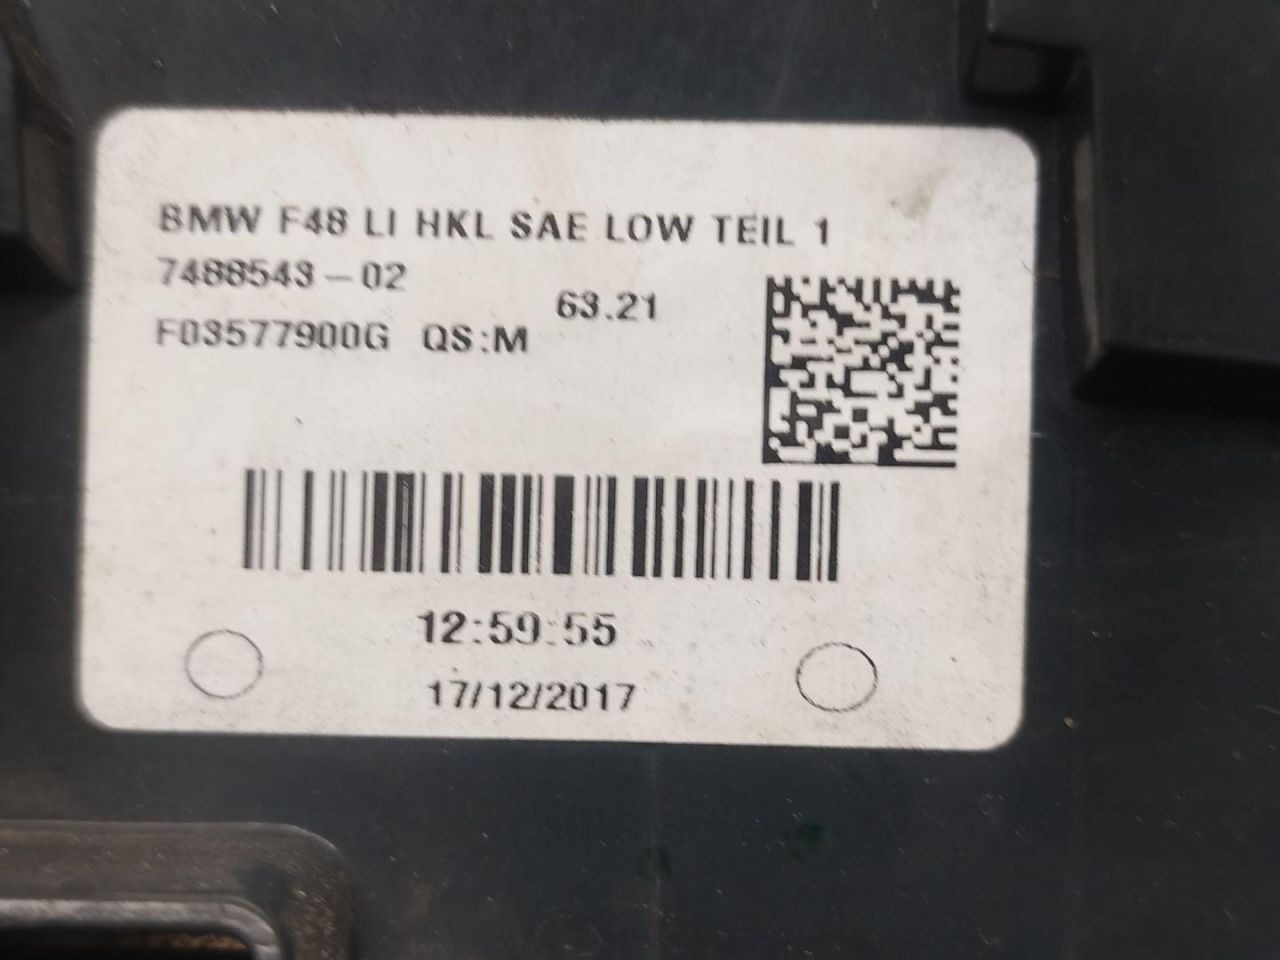 BMW F48 LI HKL SAE LOW TEIL 1
7488543-02
63.21
F03577900G QS:M
12:59:55
17/12/2017